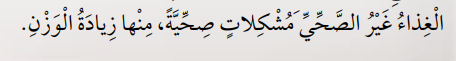 الْغِذاءُ غَيْرُ الصَّحِّيِّ َمُشْكِلاتٍ صِحِّيَّةً، مِنْها زِيادَةُ الْوَزْنِ.